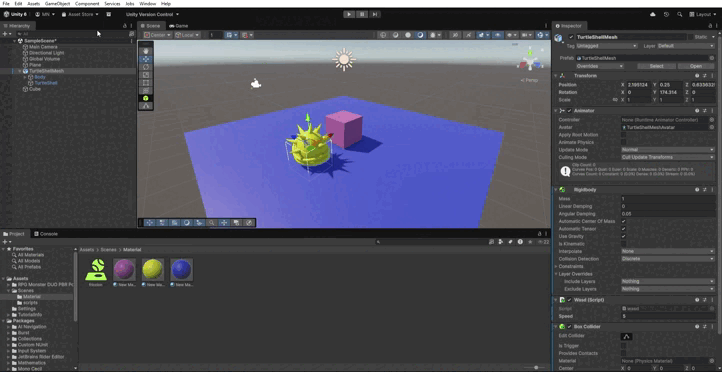 File Edit Assets GameObject Component Services Jobs Window Help
Unity 6 MN Asset Store Unity Version Control Layout
Hierarchy
All
SampleScene*
Main Camera
Directional Light
Global Volume
Plane
TurtleShellMesh
Body
TurtleShell
Cube
Scene Game
Center Local 1
Persp
Inspector
TurtleShellMesh Static
Tag Untagged Layer Default
Prefab TurtleShellMesh
Overrides Select Open
Transform
Position X 2.195124 Y 0.25 Z
Rotation X 0 Y 174.314 Z 0
Scale X 1 Y 1 Z 1
Animator
Controller None (Runtime Animator Controller)
Avatar TurtleShellMeshAvatar
Apply Root Motion
Animate Physics
Update Mode Normal
Culling Mode Cull Update Transforms
Clip Count: 0
Rigidbody
Mass 1
Linear Damping 0
Angular Damping 0.05
Automatic Center Of Mass
Automatic Tensor
Use Gravity
Is Kinematic
Interpolate None
Collision Detection Discrete
Constraints
Layer Overrides
Include Layers Nothing
Exclude Layers Nothing
Wasd (Script)
Script wasd
Speed 5
Box Collider
Edit Collider
Is Trigger
Provides Contacts
Material None (Physics Material)
Center X 0 Y 0 Z 0
Project Console
Favorites
All Materials
All Models
All Prefabs
Assets
RPG Monster DUO PBR Po
Scenes
Material
scripts
Settings
TutorialInfo
Packages
AI Navigation
Burst
Collections
Custom NUnit
Input System
JetBrains Rider Editor
Mathematics
Mono Cecil
Assets > Scenes > Material
New Ma...
New Ma...
New Ma...